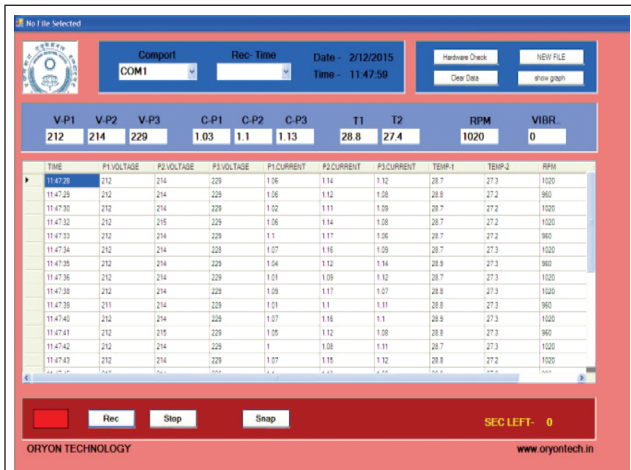 No File Selected
Comport Rec- Time Date - 2/12/2015
COM1 Time - 11:47:59
Hardware Check NEW FILE
Clear Data show graph
V-P1 V-P2 V-P3 C-P1 C-P2 C-P3 T1 T2 RPM VIBR..
212 214 229 1.03 1.1 1.13 28.8 27.4 1020 0
TIME P1.VOLTAGE P2.VOLTAGE P3.VOLTAGE P1.CURRENT P2.CURRENT P3.CURRENT TEMP-1 TEMP-2 RPM
11:47:28 212 214 229 1.06 1.14 1.12 28.7 27.3 1020
11:47:29 212 214 229 1.06 1.12 1.08 28.8 27.2 960
11:47:30 212 214 229 1.02 1.11 1.09 28.7 27.2 1020
11:47:32 212 215 229 1.06 1.14 1.08 28.7 27.2 1020
11:47:33 212 214 229 1.1 1.17 1.06 28.7 27.2 960
11:47:34 212 214 228 1.07 1.16 1.09 28.7 27.3 1020
11:47:35 212 214 229 1.04 1.12 1.14 28.9 27.3 960
11:47:36 212 214 229 1.01 1.09 1.12 28.7 27.3 1020
11:47:38 212 214 229 1.09 1.17 1.07 28.8 27.3 1020
11:47:39 211 214 229 1.01 1.1 1.11 28.8 27.3 960
11:47:40 212 214 229 1.07 1.16 1.1 28.9 27.3 1020
11:47:41 212 215 229 1.05 1.12 1.08 28.8 27.3 960
11:47:42 212 214 229 1 1.08 1.11 28.7 27.3 1020
11:47:43 212 214 229 1.07 1.15 1.12 28.8 27.2 1020
Rec Stop Snap SEC LEFT- 0
ORYON TECHNOLOGY www.oryontech.in